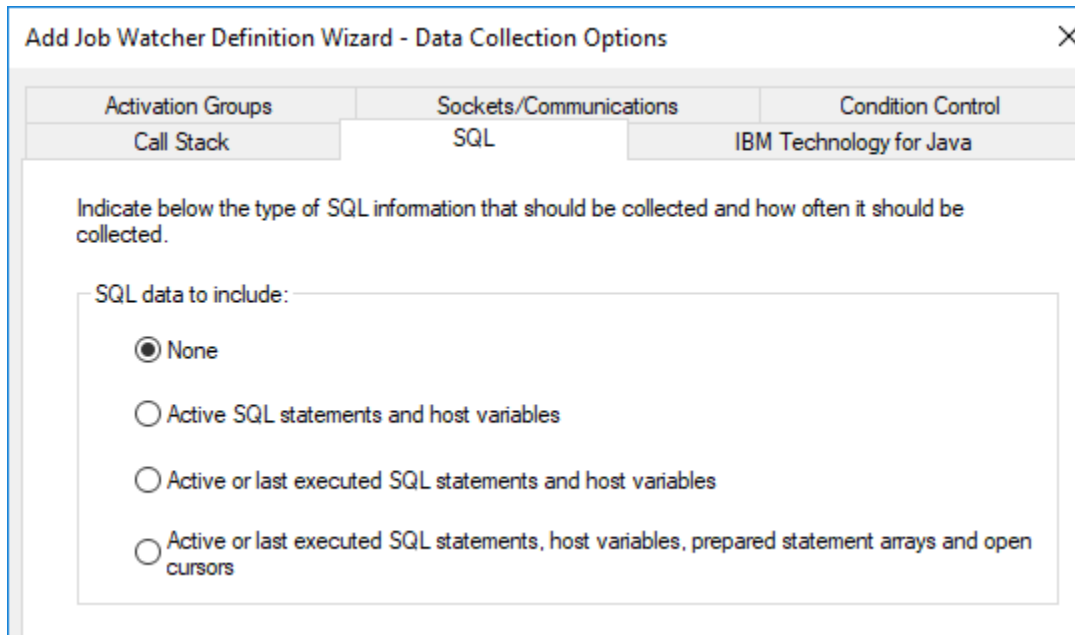 Add Job Watcher Definition Wizard - Data Collection Options
Activation Groups Sockets/Communications Condition Control
Call Stack SQL IBM Technology for Java
Indicate below the type of SQL information that should be collected and how often it should be
collected.
SQL data to include:
None
Active SQL statements and host variables
Active or last executed SQL statements and host variables
Active or last executed SQL statements, host variables, prepared statement arrays and open
cursors